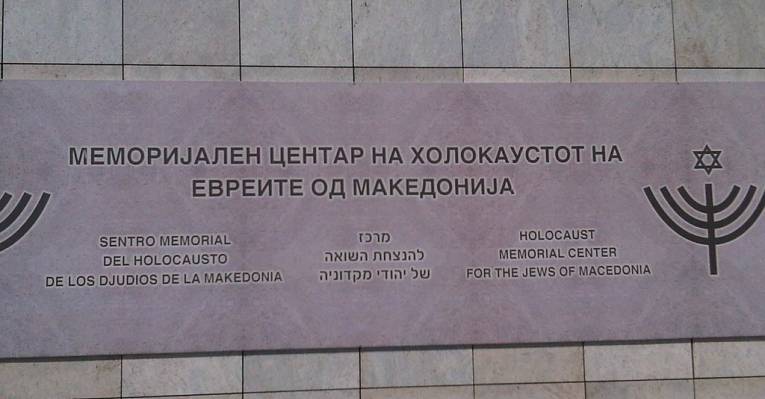 МЕМОРИЈАЛЕН ЦЕНТАР НА ХОЛОКАУСТОТ НА
ЕВРЕИТЕ ОД МАКЕДОНИЈА
SENTRO MEMORIAL
DEL HOLOCAUSTO
DE LOS DJUDIOS DE LA MAKEDONIA
מרכז
להנצחת השואה
של יהודי מקדוניה
HOLOCAUST
MEMORIAL CENTER
FOR THE JEWS OF MACEDONIA